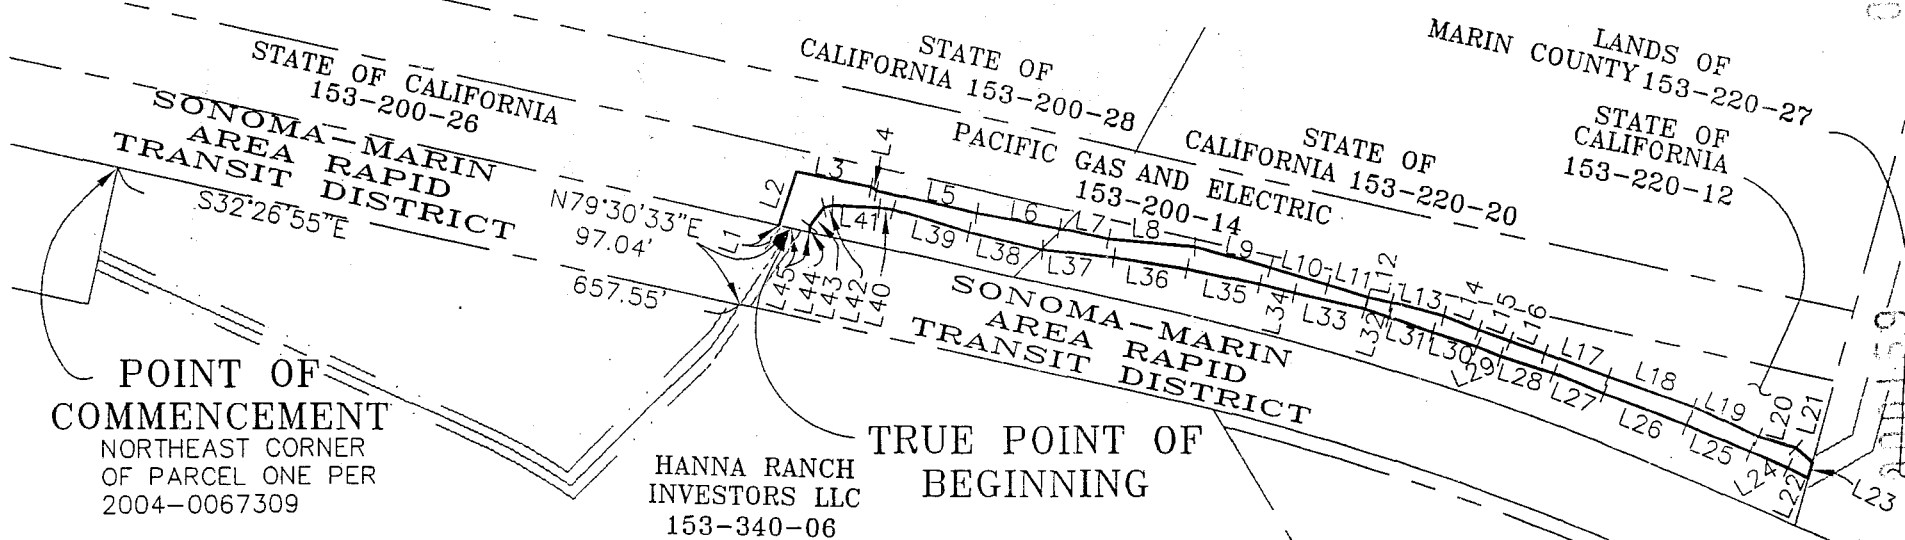 STATE OF CALIFORNIA
153-200-26
SONOMA-MARIN
AREA RAPID
TRANSIT DISTRICT
S32°26'55"E
N79°30'33"E
97.04'
657.55'
STATE OF
CALIFORNIA 153-200-28
PACIFIC GAS AND ELECTRIC
153-200-14
STATE OF
CALIFORNIA 153-220-20
LANDS OF
MARIN COUNTY 153-220-27
STATE OF
CALIFORNIA
153-220-12
L1
L2
L3
L4
L5
L6
L7
L8
L9
L10
L11
L12
L13
L14
L15
L16
L17
L18
L19
L20
L21
L22
L23
L24
L25
L26
L27
L28
L29
L30
L31
L32
L33
L34
L35
L36
L37
L38
L39
L40
L41
L42
L43
L44
L45
SONOMA-MARIN
AREA RAPID
TRANSIT DISTRICT
POINT OF
COMMENCEMENT
NORTHEAST CORNER
OF PARCEL ONE PER
2004-0067309
TRUE POINT OF
BEGINNING
HANNA RANCH
INVESTORS LLC
153-340-06